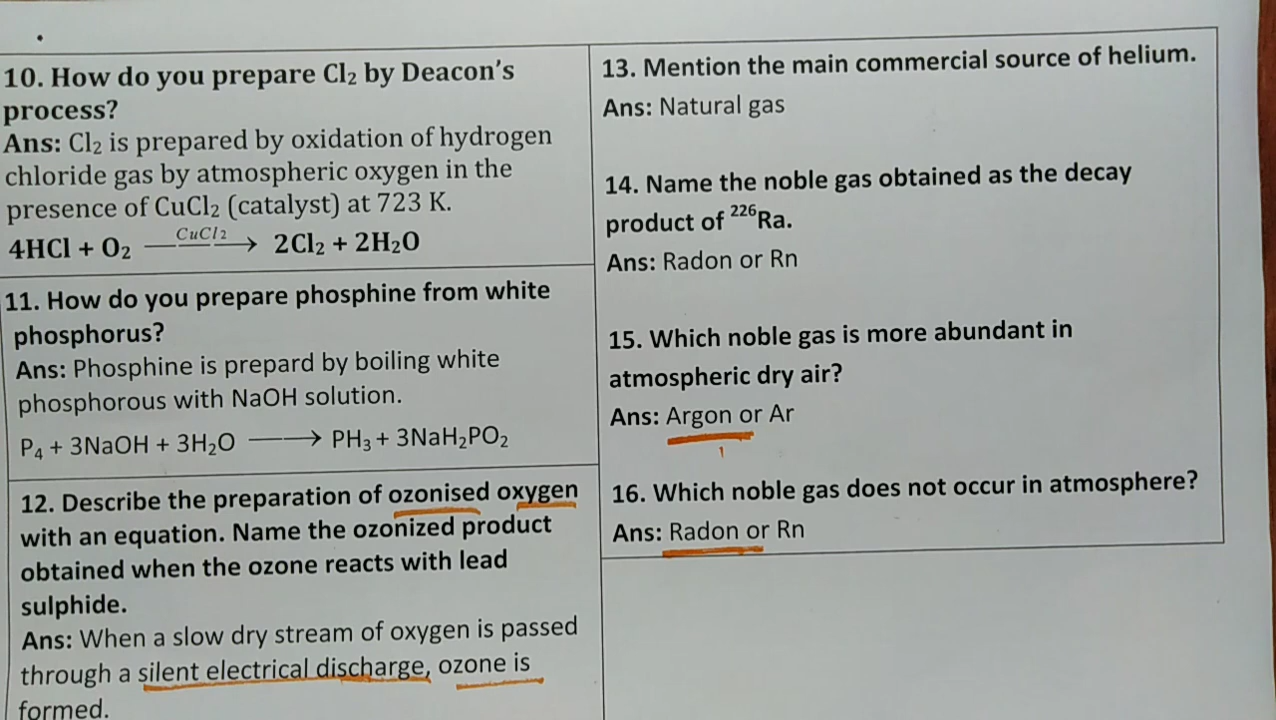 10. How do you prepare Cl₂ by Deacon's
process?
Ans: Cl₂ is prepared by oxidation of hydrogen
chloride gas by atmospheric oxygen in the
presence of CuCl₂ (catalyst) at 723 K.
4HCl + O₂ —CuCl₂→ 2Cl₂ + 2H₂O
11. How do you prepare phosphine from white
phosphorus?
Ans: Phosphine is prepard by boiling white
phosphorous with NaOH solution.
P₄ + 3NaOH + 3H₂O ⟶ PH₃ + 3NaH₂PO₂
12. Describe the preparation of ozonised oxygen
with an equation. Name the ozonized product
obtained when the ozone reacts with lead
sulphide.
Ans: When a slow dry stream of oxygen is passed
through a silent electrical discharge, ozone is
formed.
13. Mention the main commercial source of helium.
Ans: Natural gas
14. Name the noble gas obtained as the decay
product of ²²⁶Ra.
Ans: Radon or Rn
15. Which noble gas is more abundant in
atmospheric dry air?
Ans: Argon or Ar
16. Which noble gas does not occur in atmosphere?
Ans: Radon or Rn